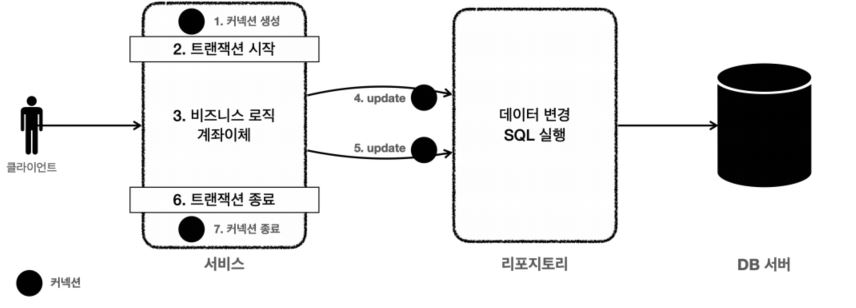 1. 커넥션 생성
2. 트랜잭션 시작
3. 비즈니스 로직
계좌이체
4. update
5. update
6. 트랜잭션 종료
7. 커넥션 종료
데이터 변경
SQL 실행
클라이언트
서비스
리포지토리
DB 서버
커넥션